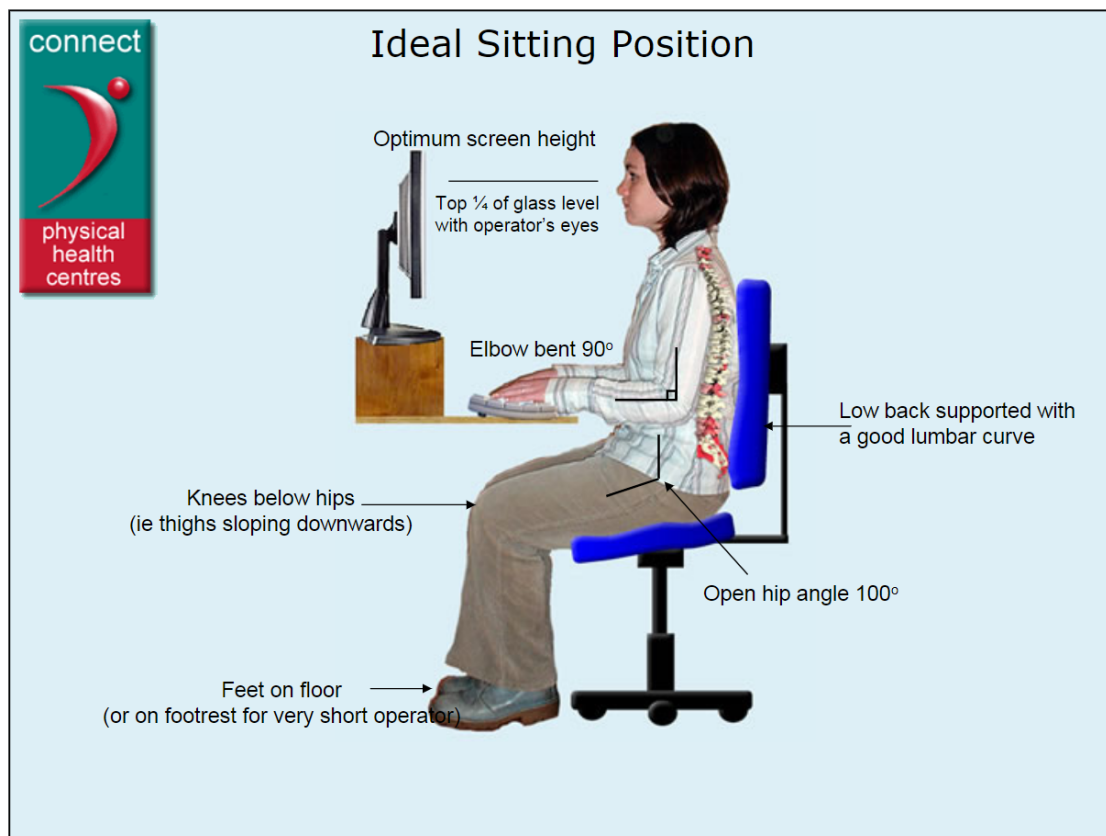 connect
physical
health
centres
Ideal Sitting Position
Optimum screen height
Top ¼ of glass level
with operator's eyes
Elbow bent 90º
Low back supported with
a good lumbar curve
Knees below hips
(ie thighs sloping downwards)
Open hip angle 100º
Feet on floor
(or on footrest for very short operator)